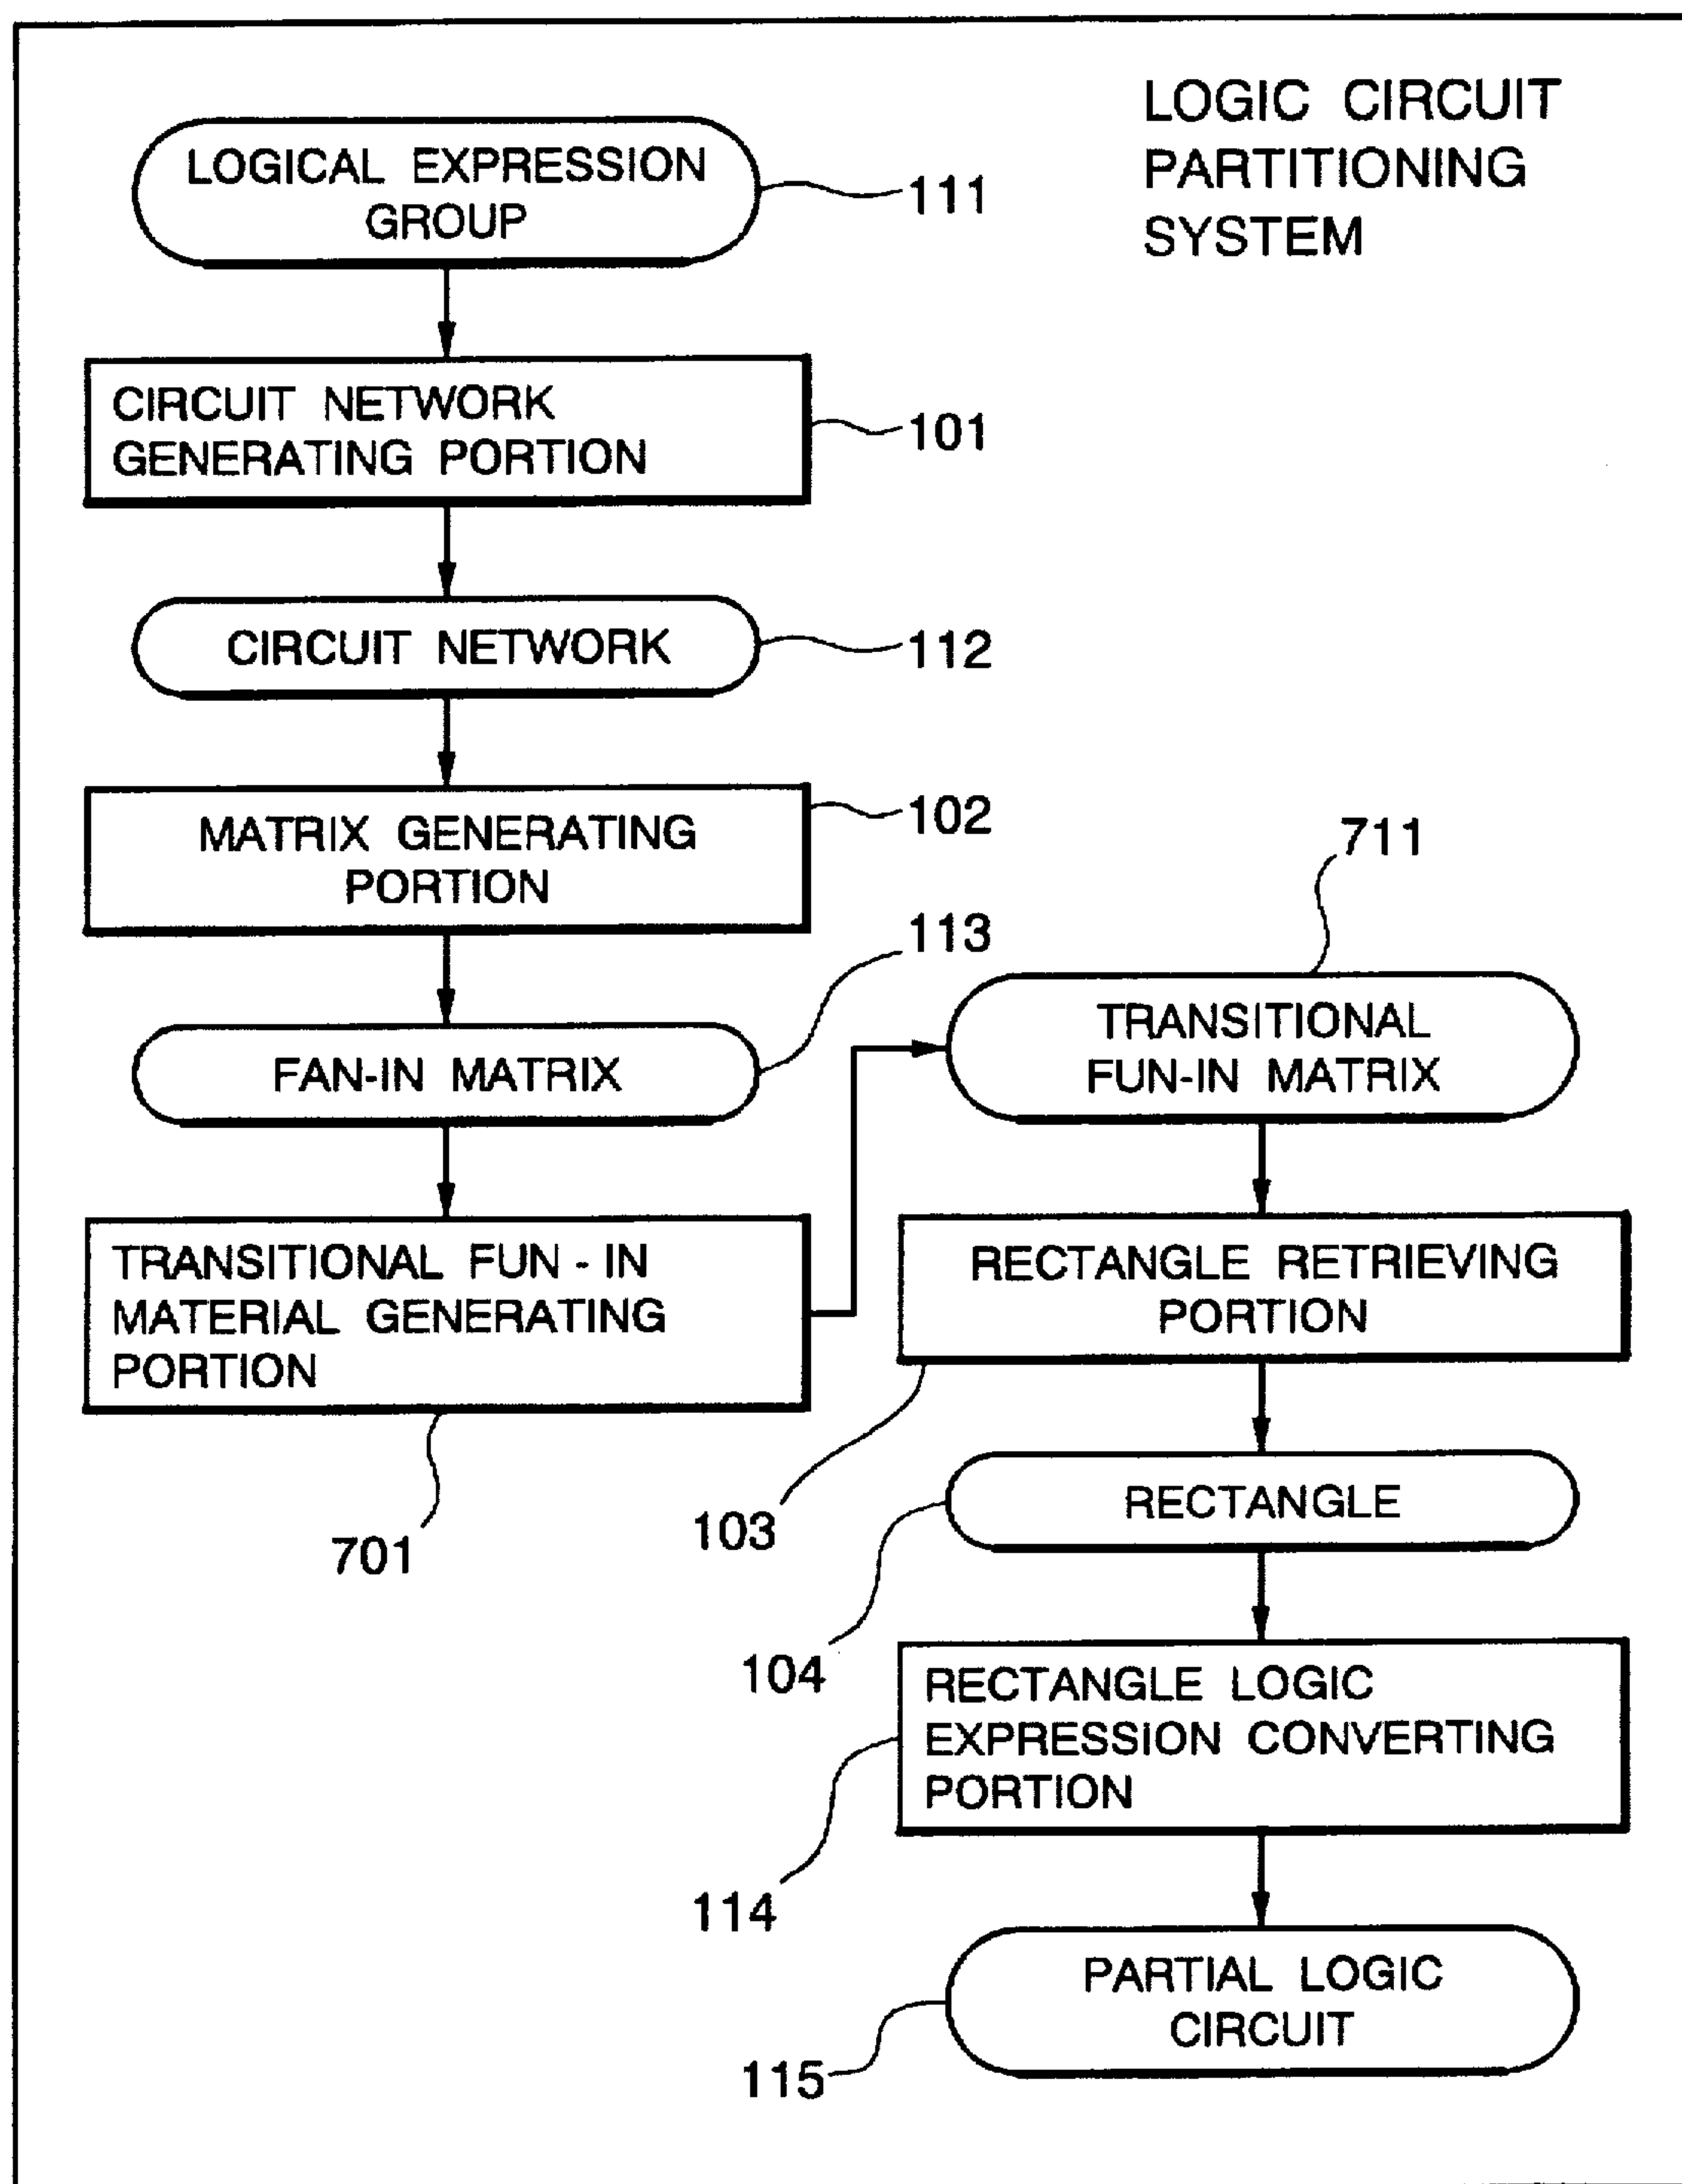 LOGIC CIRCUIT
PARTITIONING
SYSTEM
LOGICAL EXPRESSION
GROUP
111
CIRCUIT NETWORK
GENERATING PORTION
101
CIRCUIT NETWORK
112
MATRIX GENERATING
PORTION
102
FAN-IN MATRIX
113
TRANSITIONAL FUN - IN
MATERIAL GENERATING
PORTION
701
711
TRANSITIONAL
FUN-IN MATRIX
RECTANGLE RETRIEVING
PORTION
103
RECTANGLE
104
RECTANGLE LOGIC
EXPRESSION CONVERTING
PORTION
114
PARTIAL LOGIC
CIRCUIT
115